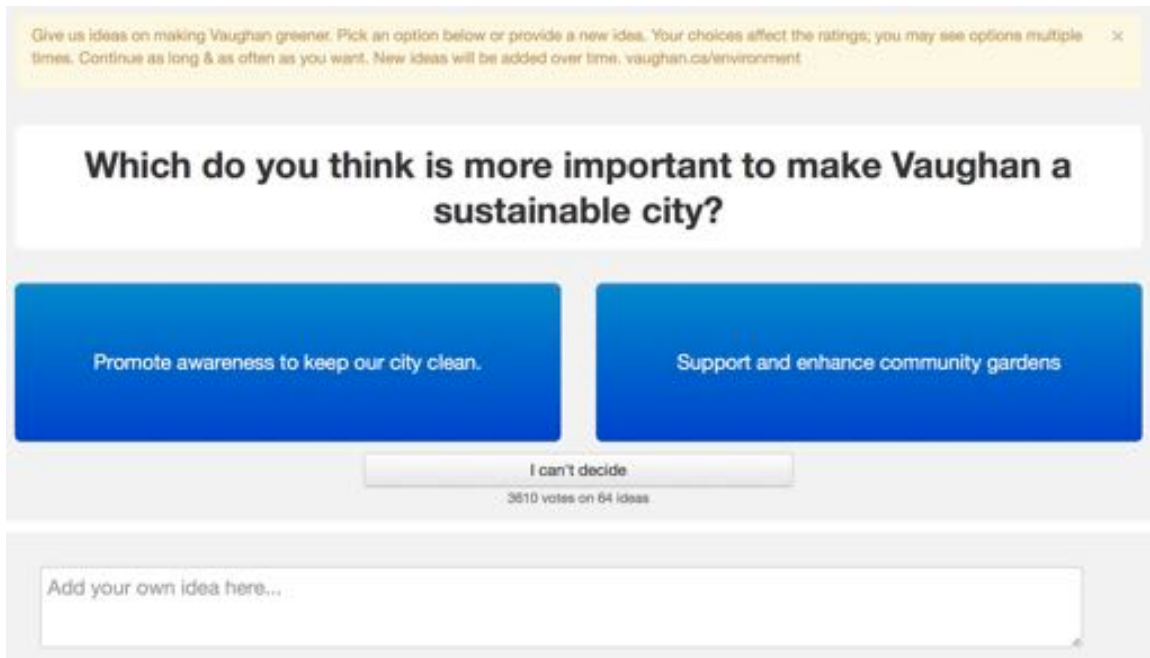 Give us ideas on making Vaughan greener. Pick an option below or provide a new idea. Your choices affect the ratings; you may see options multiple ×
times. Continue as long & as often as you want. New ideas will be added over time. vaughan.ca/environment
Which do you think is more important to make Vaughan a
sustainable city?
Promote awareness to keep our city clean.
Support and enhance community gardens
I can't decide
3610 votes on 64 ideas
Add your own idea here...